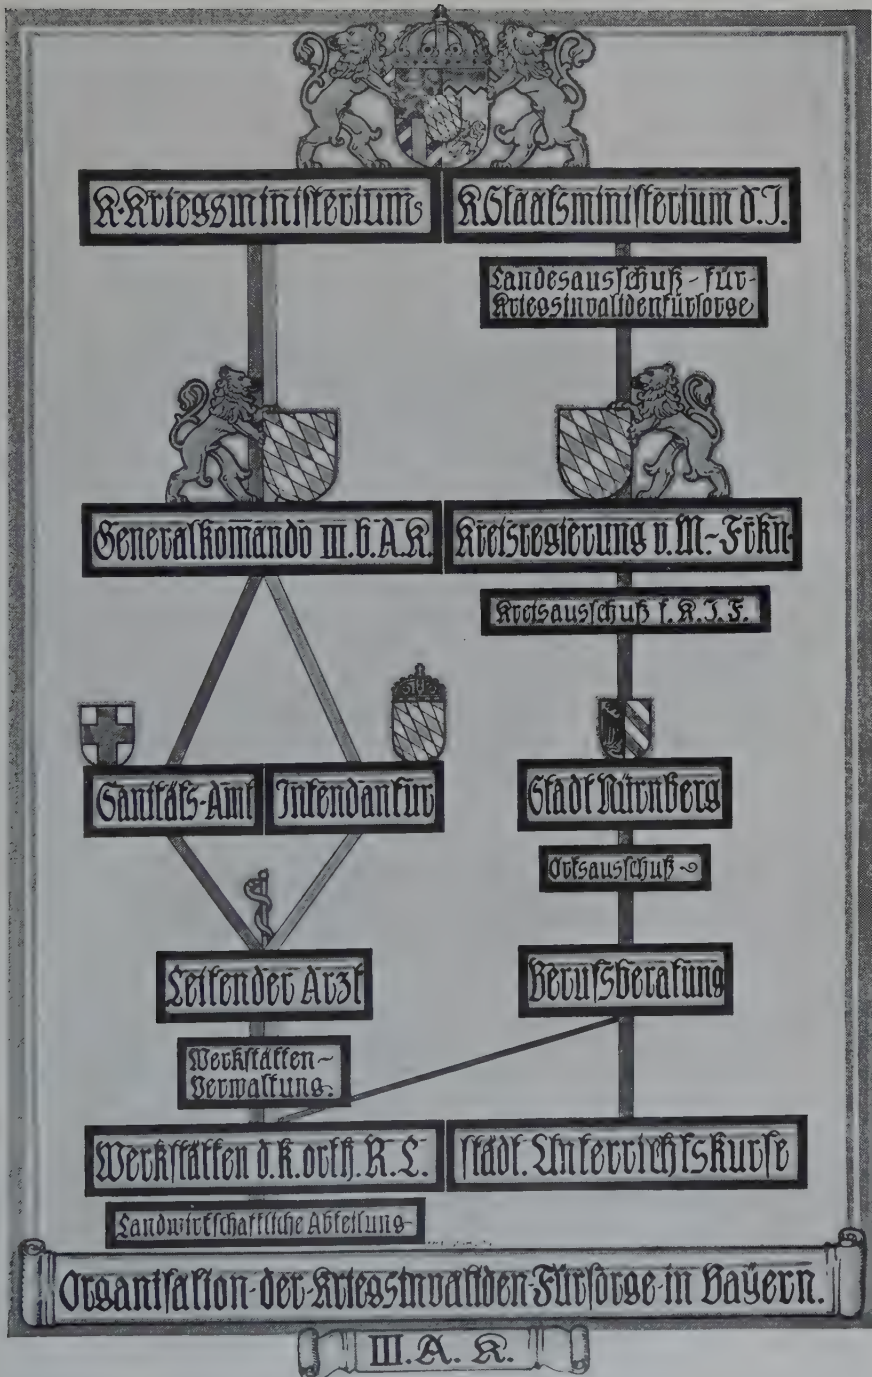 K. Kriegsministerium
K. Staatsministerium d. I.
Landesausschuß - für -
Kriegsinvalidenfürsorge
Generalkomando III. b. A. K.
Kreisregierung v. M.-Frkn.
Kreisausschuß f. K. I. F.
Sanitäts-Amt
Intendantur
Stadt Nürnberg
Ortsausschuß
Leitender Arzt
Berufsberatung
Werkstätten-
Verwaltung.
Werkstätten d. k. orth. R. L.
städt. Unterrichtskurse
Landwirtschaftliche Abteilung
Organisation der Kriegsinvaliden-Fürsorge in Bayern.
III. A. K.